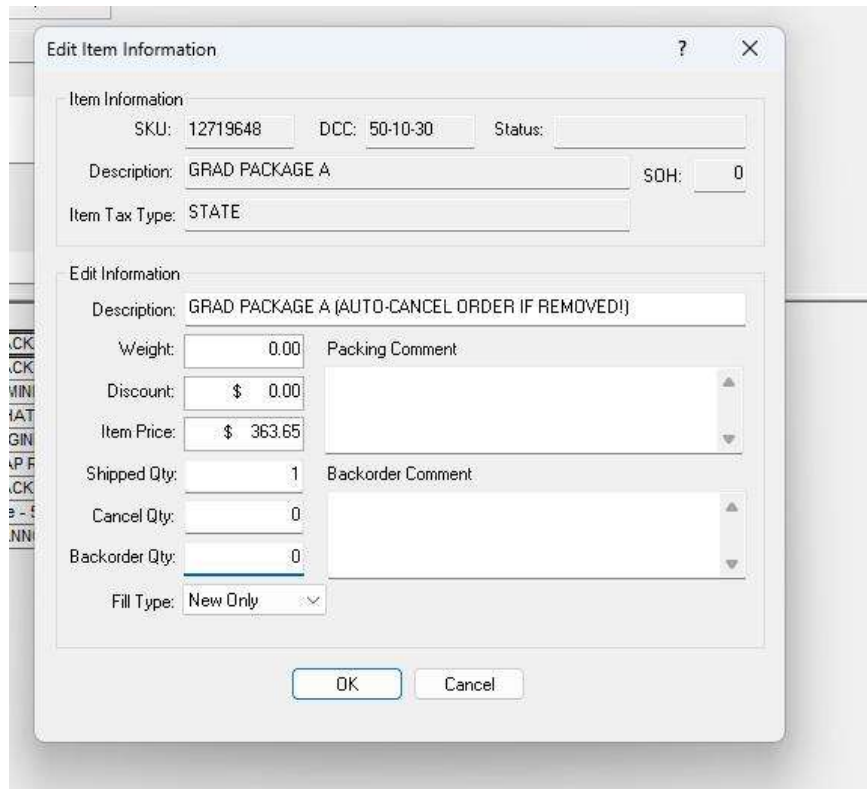 Edit Item Information ?
Item Information
SKU: 12719648 DCC: 50-10-30 Status:
Description: GRAD PACKAGE A SOH: 0
Item Tax Type: STATE
Edit Information
Description: GRAD PACKAGE A (AUTO-CANCEL ORDER IF REMOVED!)
Weight: 0.00 Packing Comment
Discount: $ 0.00
Item Price: $ 363.65
Shipped Qty: 1 Backorder Comment
Cancel Qty: 0
Backorder Qty: 0
Fill Type: New Only
OK Cancel